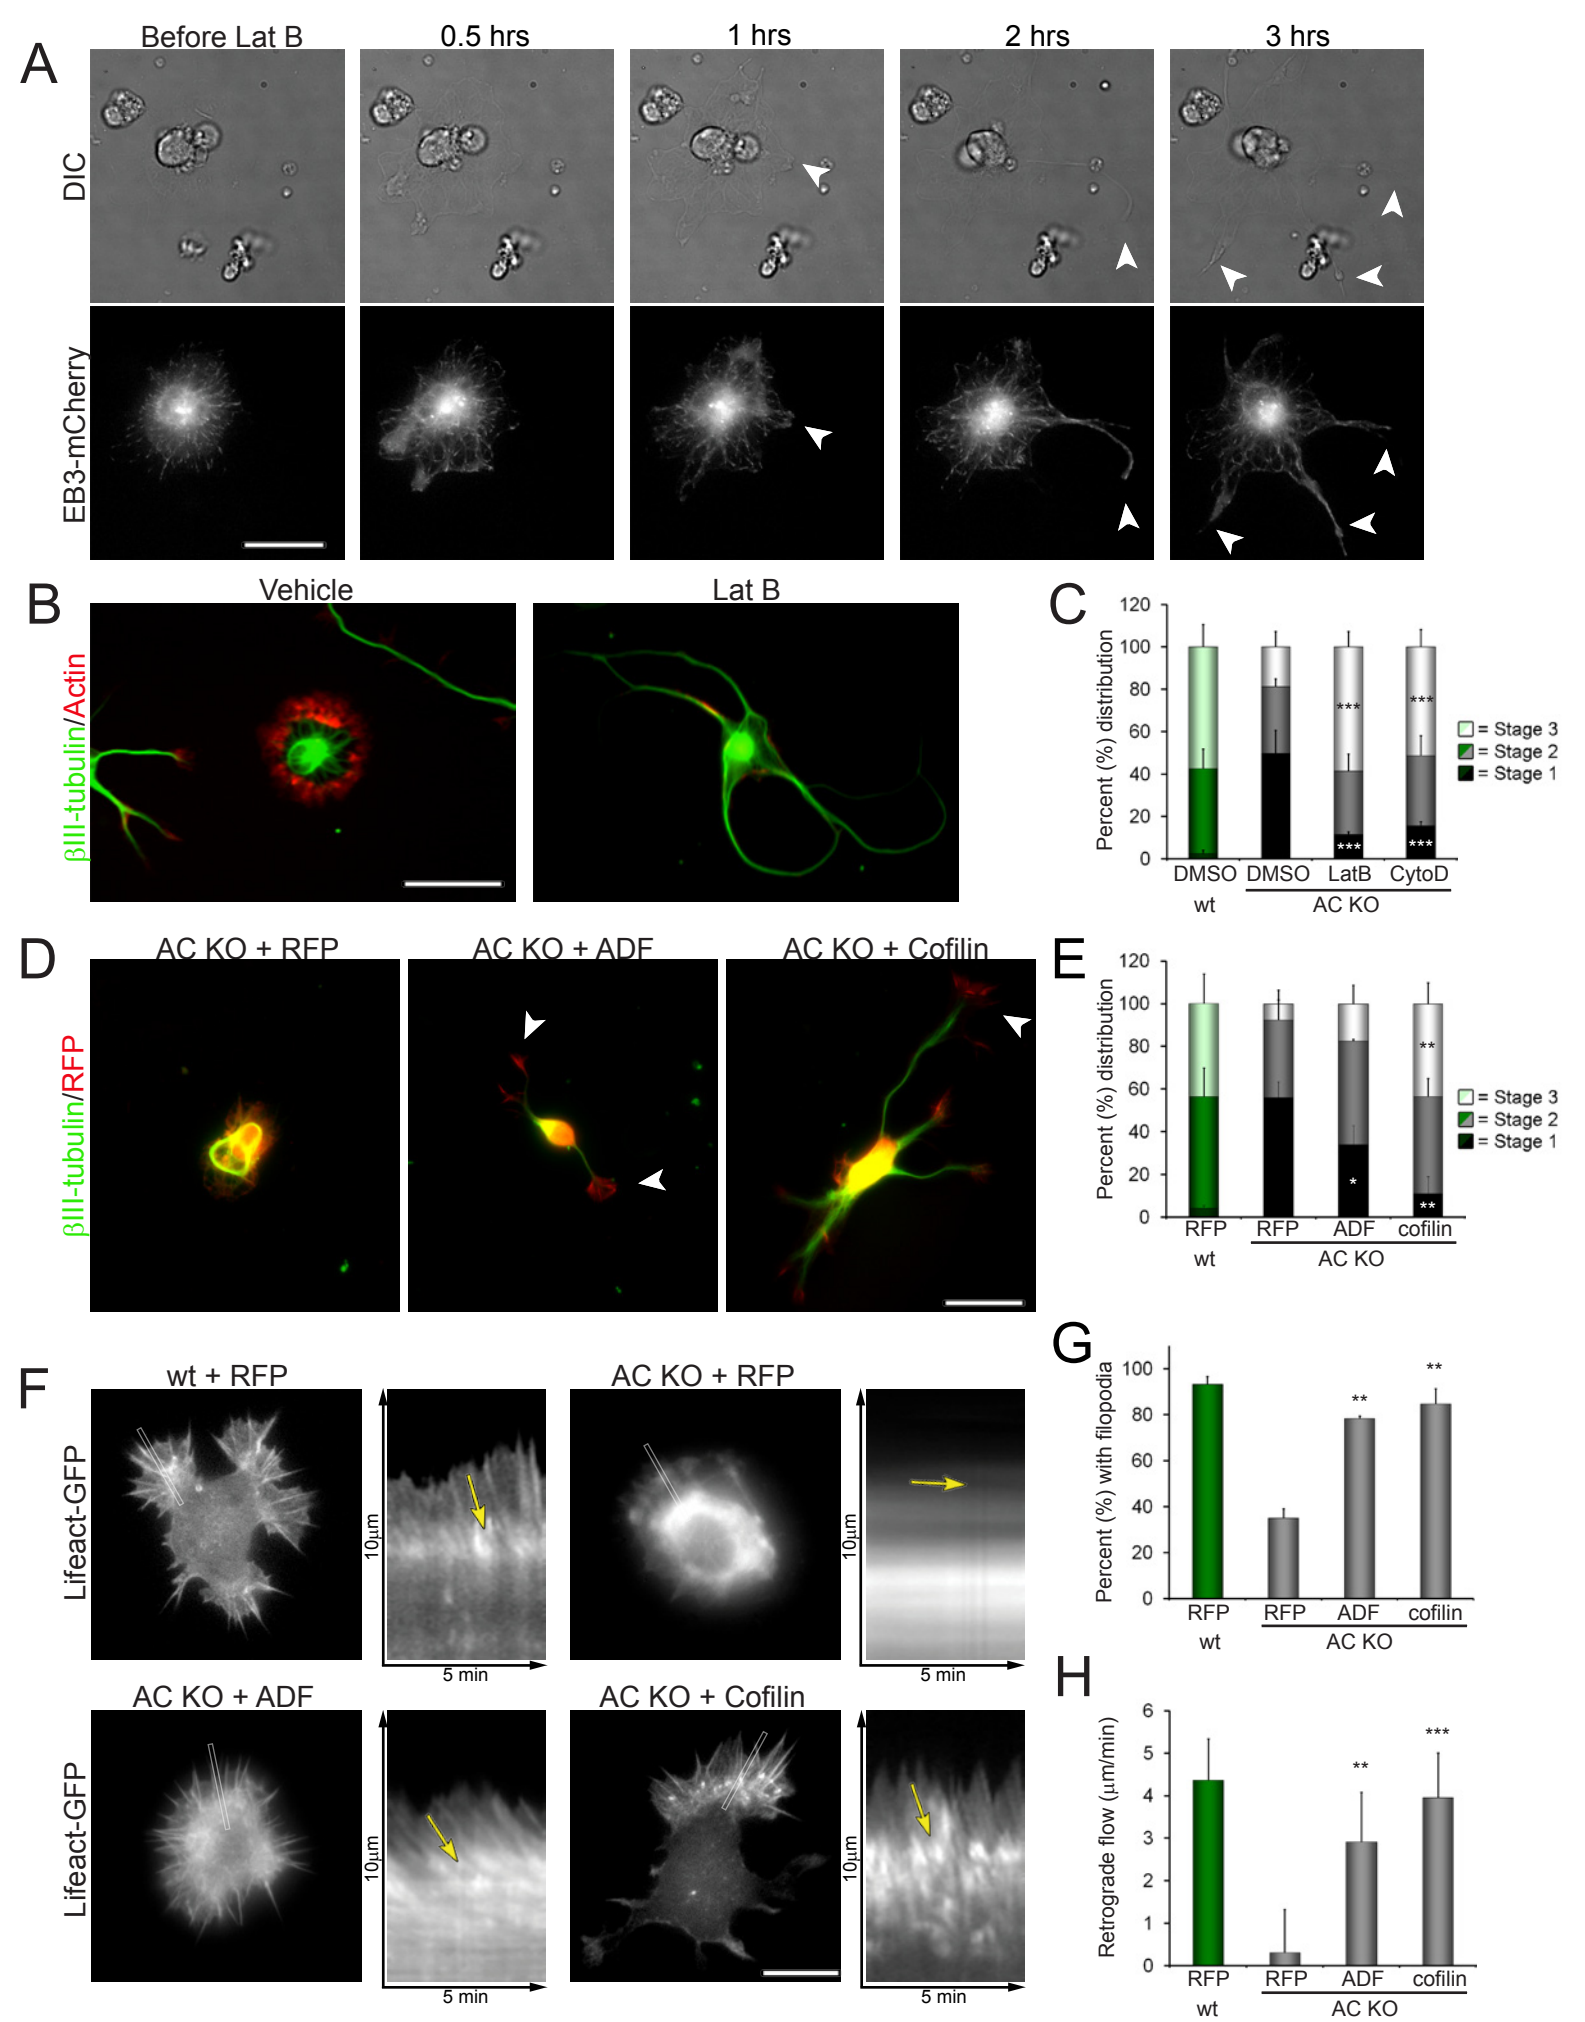 A
Before Lat B
0.5 hrs
1 hrs
2 hrs
3 hrs
DIC
EB3-mCherry
B
Vehicle
Lat B
βIII-tubulin/Actin
C
Percent (%) distribution
120
100
80
60
40
20
0
***
***
***
***
DMSO
DMSO
LatB
CytoD
wt
AC KO
= Stage 3
= Stage 2
= Stage 1
D
AC KO + RFP
AC KO + ADF
AC KO + Cofilin
βIII-tubulin/RFP
E
Percent (%) distribution
120
100
80
60
40
20
0
**
*
**
RFP
RFP
ADF
cofilin
wt
AC KO
= Stage 3
= Stage 2
= Stage 1
F
wt + RFP
AC KO + RFP
Lifeact-GFP
10μm
5 min
10μm
5 min
AC KO + ADF
AC KO + Cofilin
Lifeact-GFP
10μm
5 min
10μm
5 min
G
Percent (%) with filopodia
100
80
60
40
20
0
**
**
RFP
RFP
ADF
cofilin
wt
AC KO
H
Retrograde flow (μm/min)
6
5
4
3
2
1
0
**
***
RFP
RFP
ADF
cofilin
wt
AC KO